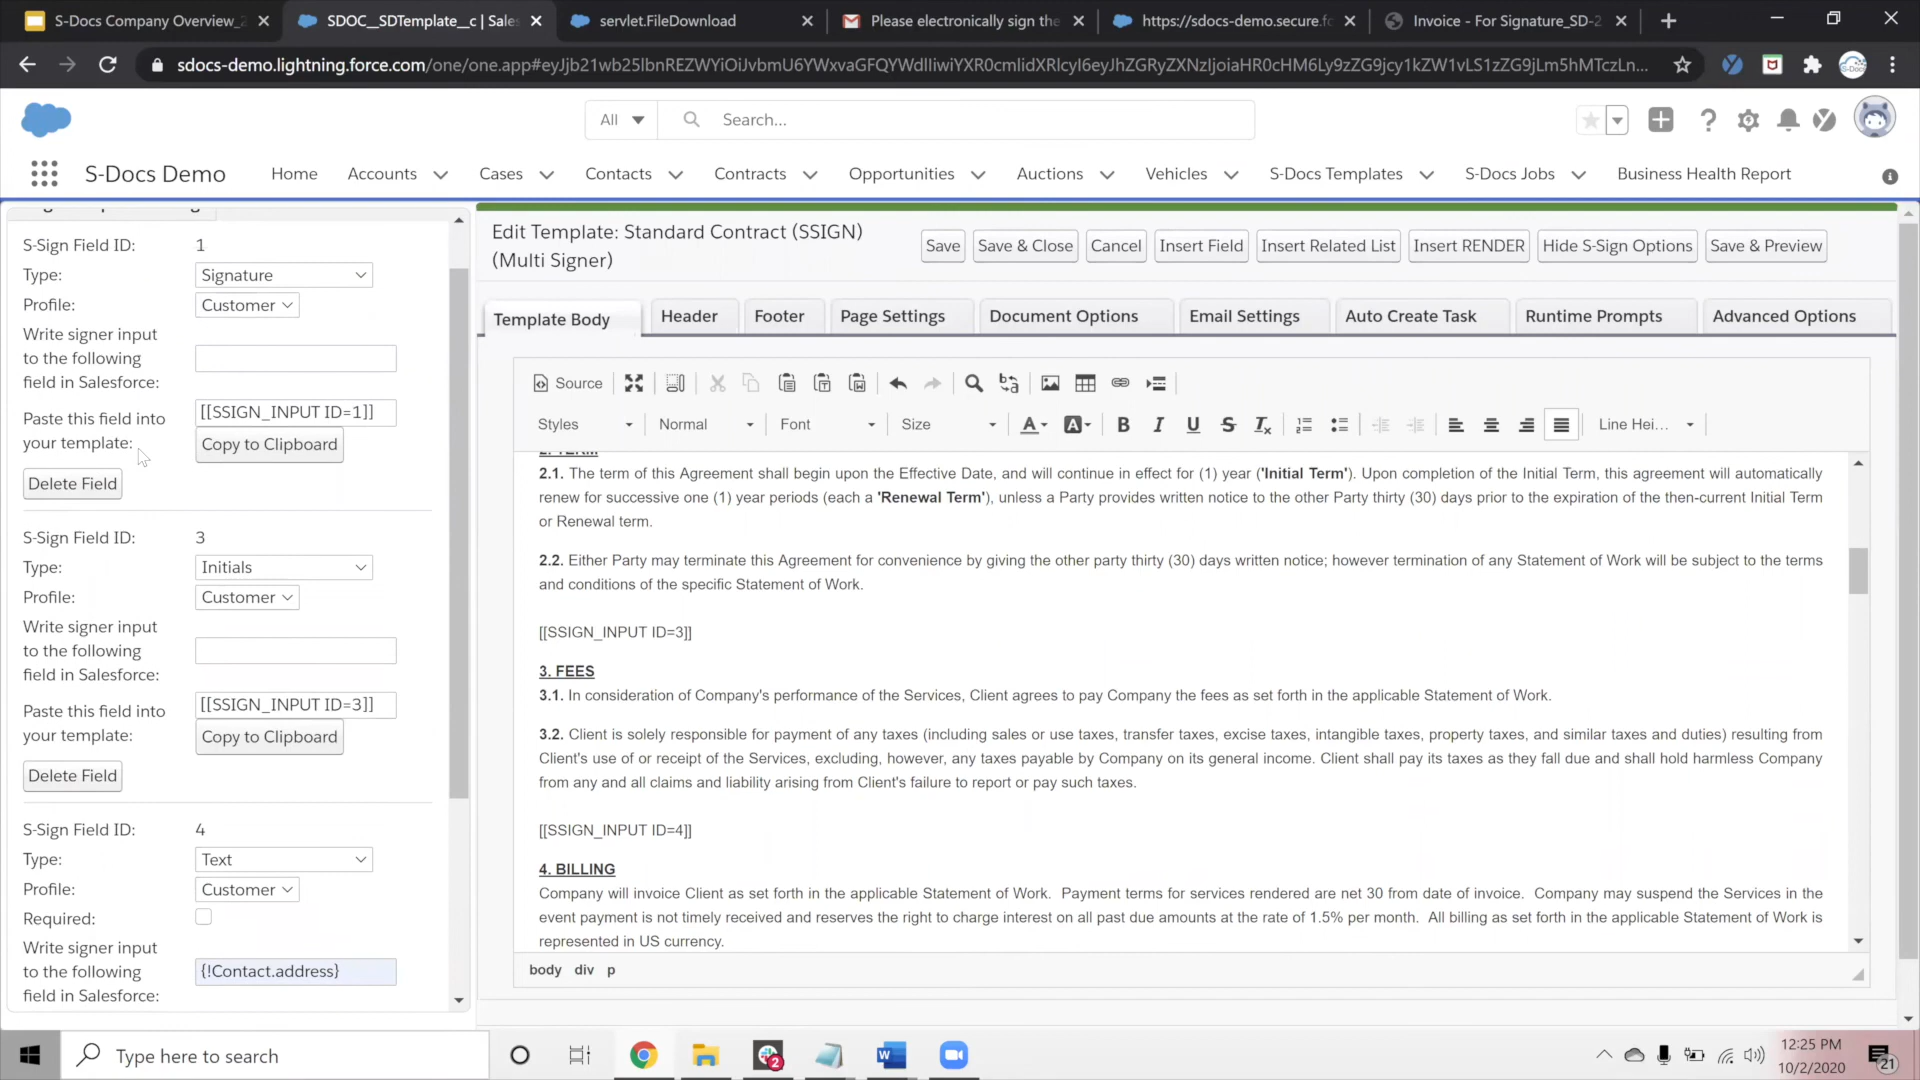 S-Docs Company Overview_
SDOC__SDTemplate__c | Sales
servlet.FileDownload
Please electronically sign the
https://sdocs-demo.secure.fo
Invoice - For Signature_SD-2
sdocs-demo.lightning.force.com/one/one.app#eyJjb21wb25lbnREZWYiOiJvbmU6YWxvaGFQYWdlIiwiYXR0cmlidXRlcyI6eyJhZGRyZXNzIjoiaHR0cHM6Ly9zZG9jcy1kZW1vLS1zZG9jLm5hMTczLn...
All
Search...
S-Docs Demo
Home
Accounts
Cases
Contacts
Contracts
Opportunities
Auctions
Vehicles
S-Docs Templates
S-Docs Jobs
Business Health Report
S-Sign Field ID: 1
Type: Signature
Profile: Customer
Write signer input
to the following
field in Salesforce:
Paste this field into
your template:
[[SSIGN_INPUT ID=1]]
Copy to Clipboard
Delete Field
S-Sign Field ID: 3
Type: Initials
Profile: Customer
Write signer input
to the following
field in Salesforce:
Paste this field into
your template:
[[SSIGN_INPUT ID=3]]
Copy to Clipboard
Delete Field
S-Sign Field ID: 4
Type: Text
Profile: Customer
Required:
Write signer input
to the following
field in Salesforce:
{!Contact.address}
Edit Template: Standard Contract (SSIGN)
(Multi Signer)
Save
Save & Close
Cancel
Insert Field
Insert Related List
Insert RENDER
Hide S-Sign Options
Save & Preview
Template Body
Header
Footer
Page Settings
Document Options
Email Settings
Auto Create Task
Runtime Prompts
Advanced Options
Source
Styles
Normal
Font
Size
Line Hei...
2. TERM
2.1. The term of this Agreement shall begin upon the Effective Date, and will continue in effect for (1) year ('Initial Term'). Upon completion of the Initial Term, this agreement will automatically
renew for successive one (1) year periods (each a 'Renewal Term'), unless a Party provides written notice to the other Party thirty (30) days prior to the expiration of the then-current Initial Term
or Renewal term.
2.2. Either Party may terminate this Agreement for convenience by giving the other party thirty (30) days written notice; however termination of any Statement of Work will be subject to the terms
and conditions of the specific Statement of Work.
[[SSIGN_INPUT ID=3]]
3. FEES
3.1. In consideration of Company's performance of the Services, Client agrees to pay Company the fees as set forth in the applicable Statement of Work.
3.2. Client is solely responsible for payment of any taxes (including sales or use taxes, transfer taxes, excise taxes, intangible taxes, property taxes, and similar taxes and duties) resulting from
Client's use of or receipt of the Services, excluding, however, any taxes payable by Company on its general income. Client shall pay its taxes as they fall due and shall hold harmless Company
from any and all claims and liability arising from Client's failure to report or pay such taxes.
[[SSIGN_INPUT ID=4]]
4. BILLING
Company will invoice Client as set forth in the applicable Statement of Work. Payment terms for services rendered are net 30 from date of invoice. Company may suspend the Services in the
event payment is not timely received and reserves the right to charge interest on all past due amounts at the rate of 1.5% per month. All billing as set forth in the applicable Statement of Work is
represented in US currency.
body div p
Type here to search
2
12:25 PM
10/2/2020
21